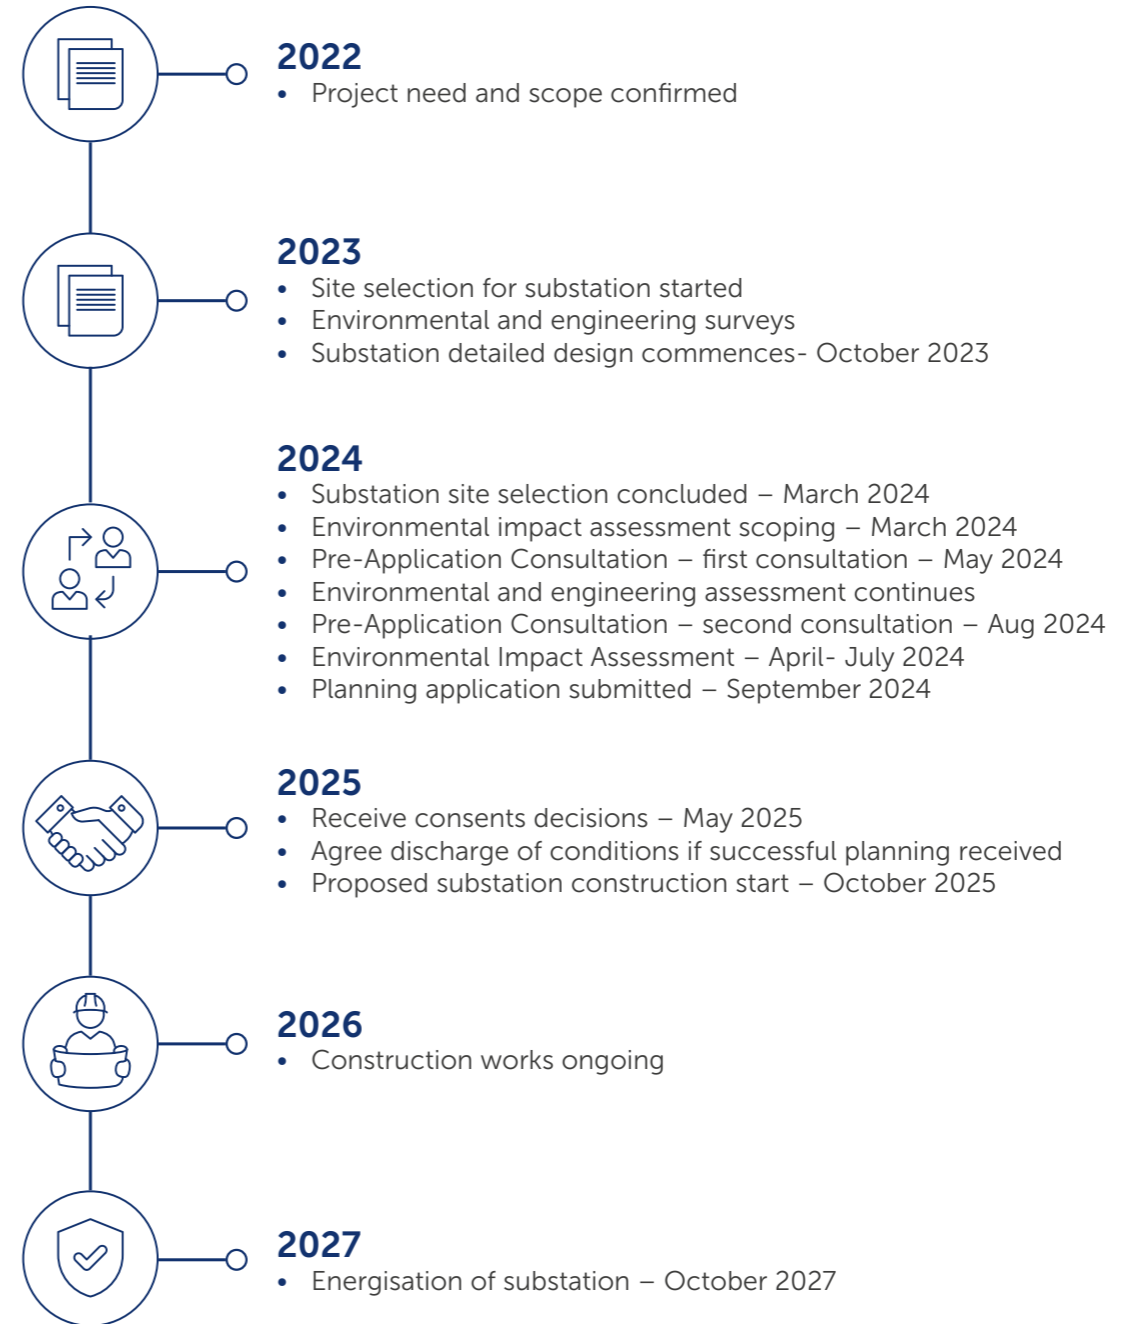 2022
• Project need and scope confirmed
2023
• Site selection for substation started
• Environmental and engineering surveys
• Substation detailed design commences- October 2023
2024
• Substation site selection concluded – March 2024
• Environmental impact assessment scoping – March 2024
• Pre-Application Consultation – first consultation – May 2024
• Environmental and engineering assessment continues
• Pre-Application Consultation – second consultation – Aug 2024
• Environmental Impact Assessment – April- July 2024
• Planning application submitted – September 2024
2025
• Receive consents decisions – May 2025
• Agree discharge of conditions if successful planning received
• Proposed substation construction start – October 2025
2026
• Construction works ongoing
2027
• Energisation of substation – October 2027